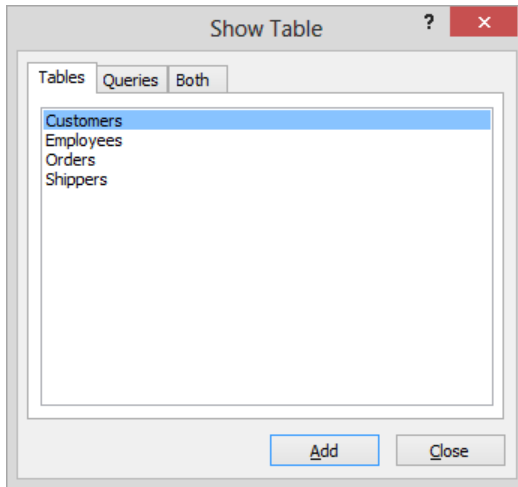 Show Table
?
Tables Queries Both
Customers
Employees
Orders
Shippers
Add Close